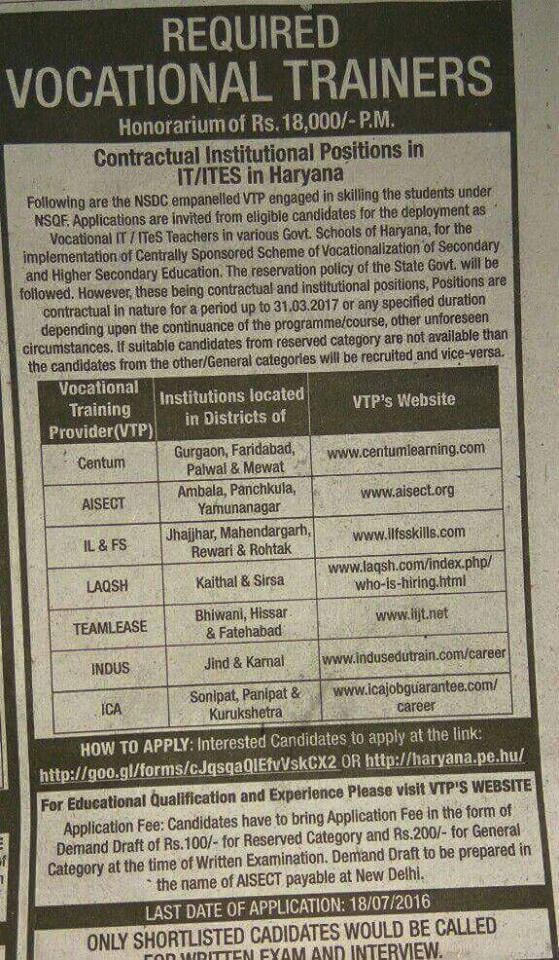 REQUIRED
VOCATIONAL TRAINERS
Honorarium of Rs. 18,000/- P.M.
Contractual Institutional Positions in
IT/ITES in Haryana
Following are the NSDC empanelled VTP engaged in skilling the students under
NSQF. Applications are invited from eligible candidates for the deployment as
Vocational IT / ITeS Teachers in various Govt. Schools of Haryana, for the
implementation of Centrally Sponsored Scheme of Vocationalization of Secondary
and Higher Secondary Education. The reservation policy of the State Govt. will be
followed. However, these being contractual and institutional positions, Positions are
contractual in nature for a period up to 31.03.2017 or any specified duration
depending upon the continuance of the programme/course, other unforeseen
circumstances. If suitable candidates from reserved category are not available than
the candidates from the other/General categories will be recruited and vice-versa.
Vocational
Training
Provider(VTP)
Institutions located
in Districts of
VTP's Website
Centum
Gurgaon, Faridabad,
Palwal & Mewat
www.centumlearning.com
AISECT
Ambala, Panchkula,
Yamunanagar
www.aisect.org
IL & FS
Jhajjhar, Mahendargarh,
Rewari & Rohtak
www.ilfsskills.com
LAQSH
Kaithal & Sirsa
www.laqsh.com/index.php/
who-is-hiring.html
TEAMLEASE
Bhiwani, Hissar
& Fatehabad
www.iijt.net
INDUS
Jind & Karnal
www.indusedutrain.com/career
ICA
Sonipat, Panipat &
Kurukshetra
www.icajobguarantee.com/
career
HOW TO APPLY: Interested Candidates to apply at the link:
http://goo.gl/forms/cJqsqaQIEfvVskCX2 OR http://haryana.pe.hu/
For Educational Qualification and Experience Please visit VTP'S WEBSITE
Application Fee: Candidates have to bring Application Fee in the form of
Demand Draft of Rs.100/- for Reserved Category and Rs.200/- for General
Category at the time of Written Examination. Demand Draft to be prepared in
the name of AISECT payable at New Delhi.
LAST DATE OF APPLICATION: 18/07/2016
ONLY SHORTLISTED CADIDATES WOULD BE CALLED
FOR WRITTEN EXAM AND INTERVIEW.